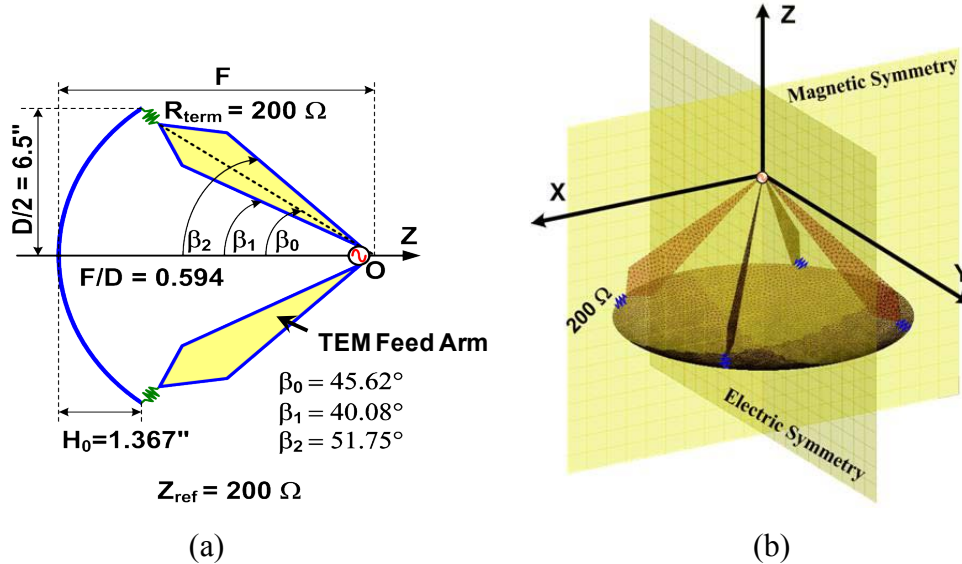 F
R_term = 200 Ω
D/2 = 6.5"
β₂
β₁
β₀
Z
O
F/D = 0.594
TEM Feed Arm
β₀ = 45.62°
β₁ = 40.08°
β₂ = 51.75°
H₀=1.367"
Z_ref = 200 Ω
(a)
Z
Magnetic Symmetry
X
Y
200 Ω
Electric Symmetry
(b)